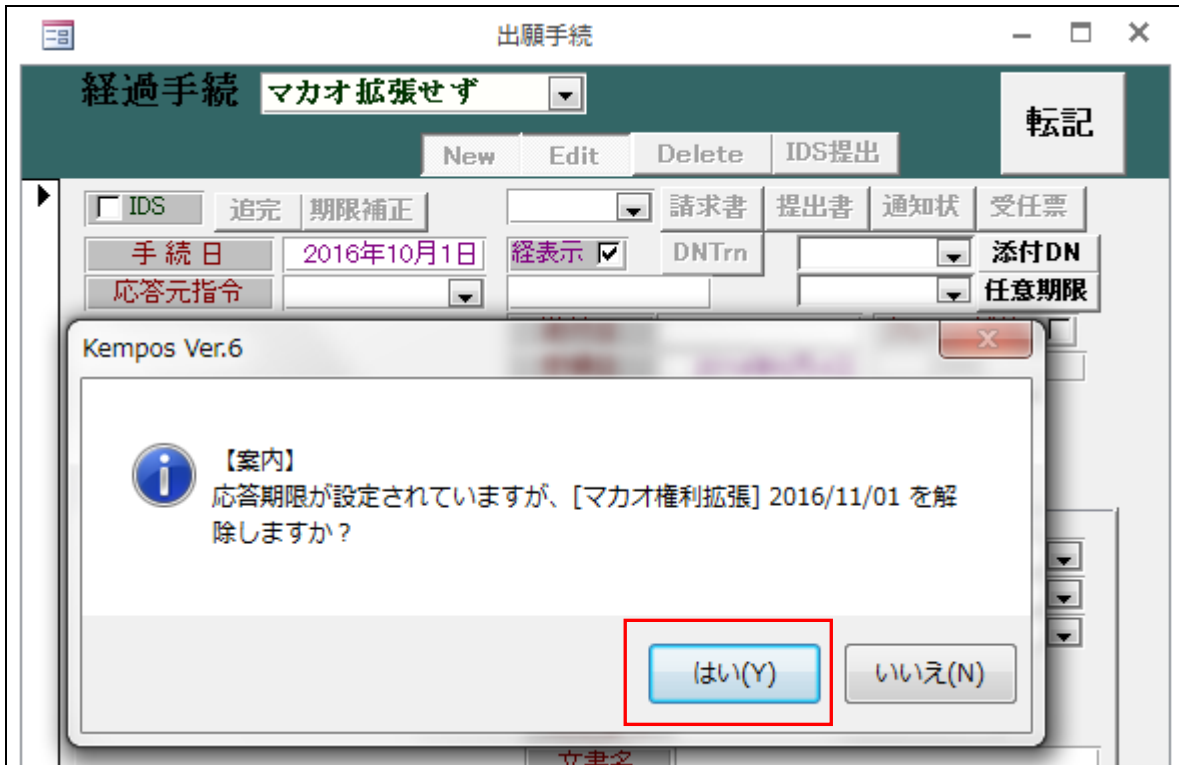 出願手続
経過手続 マカオ拡張せず
転記
New Edit Delete IDS提出
IDS 追完 期限補正 請求書 提出書 通知状 受任票
手続日 2016年10月1日 経表示 DNTrn 添付DN
応答元指令 任意期限
Kempos Ver.6
【案内】
応答期限が設定されていますが、[マカオ権利拡張] 2016/11/01 を解
除しますか？
はい(Y) いいえ(N)
文書名